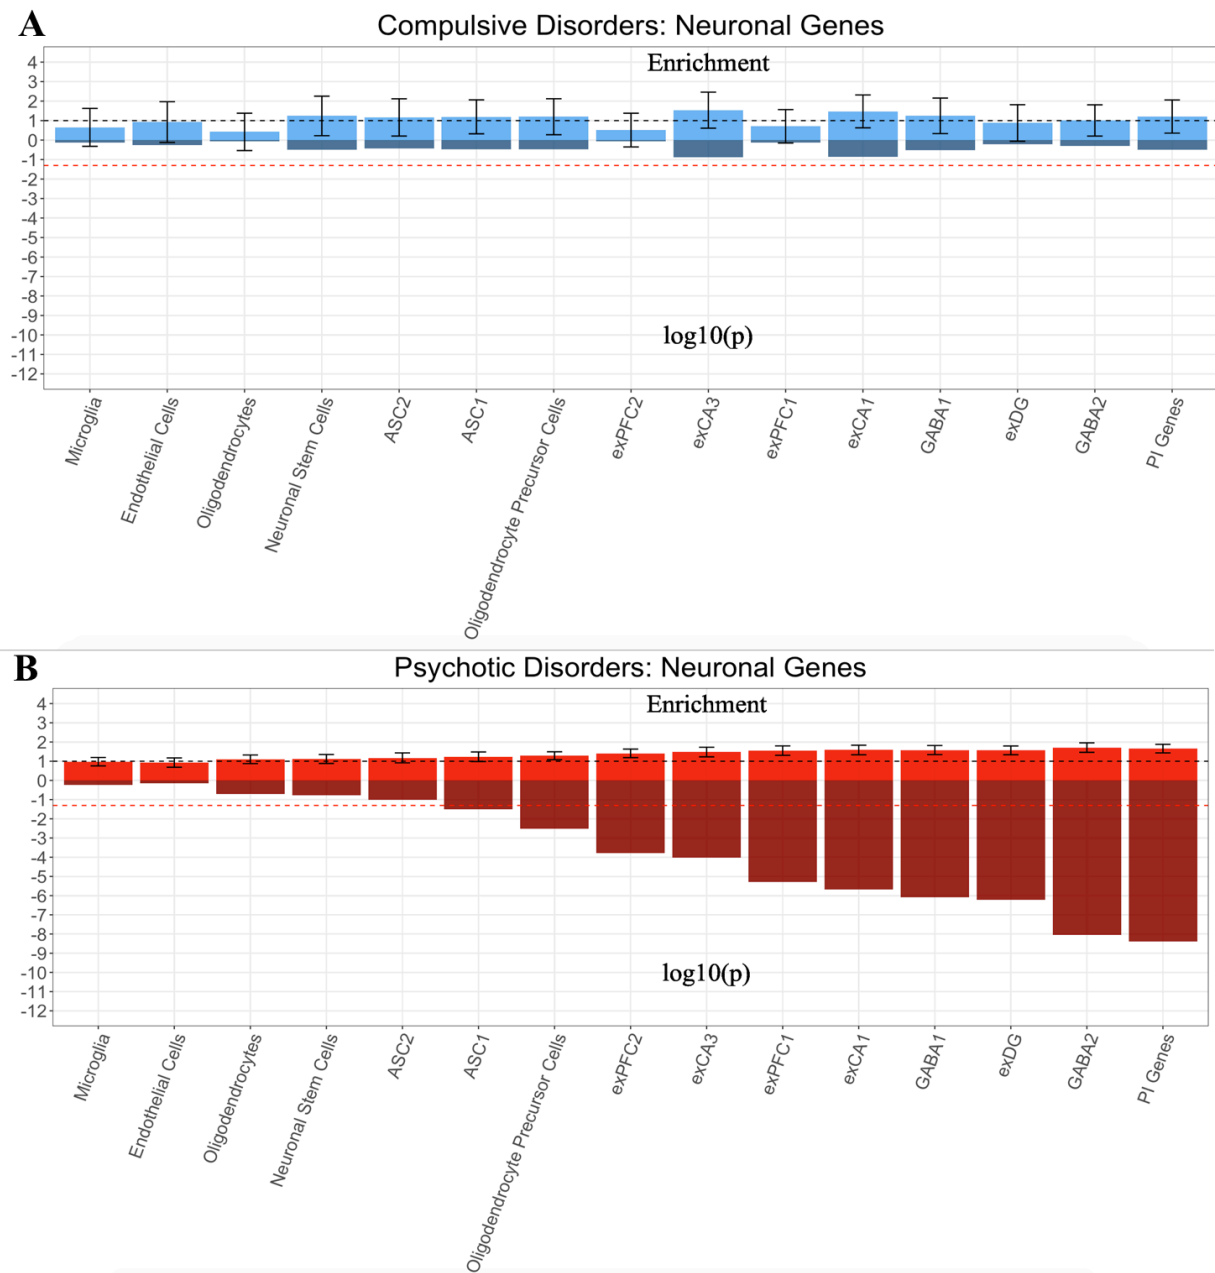 A
Compulsive Disorders: Neuronal Genes
Enrichment
4
3
2
1
0
-1
-2
-3
-4
-5
-6
-7
-8
-9
-10
-11
-12
log10(p)
Microglia
Endothelial Cells
Oligodendrocytes
Neuronal Stem Cells
ASC2
ASC1
Oligodendrocyte Precursor Cells
exPFC2
exCA3
exPFC1
exCA1
GABA1
exDG
GABA2
PI Genes
B
Psychotic Disorders: Neuronal Genes
Enrichment
4
3
2
1
0
-1
-2
-3
-4
-5
-6
-7
-8
-9
-10
-11
-12
log10(p)
Microglia
Endothelial Cells
Oligodendrocytes
Neuronal Stem Cells
ASC2
ASC1
Oligodendrocyte Precursor Cells
exPFC2
exCA3
exPFC1
exCA1
GABA1
exDG
GABA2
PI Genes